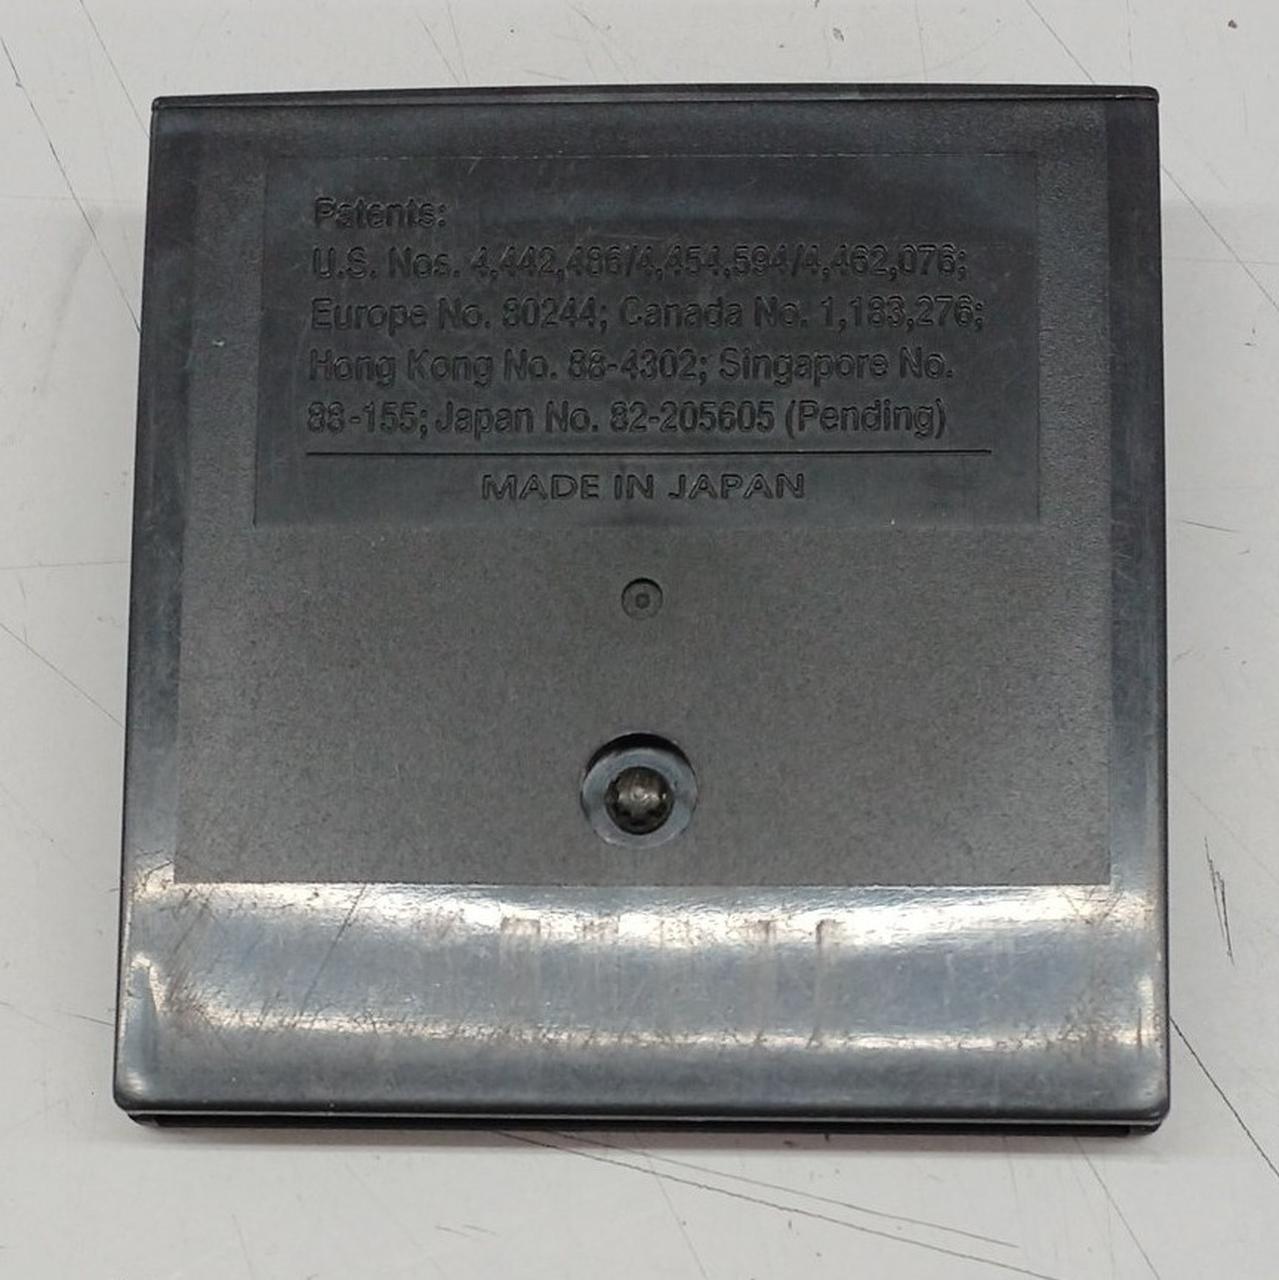 Patents:
U.S. Nos. 4,442,486/4,454,594/4,462,076;
Europe No. 80244; Canada No. 1,183,276;
Hong Kong No. 88-4302; Singapore No.
88-155; Japan No. 82-205605 (Pending)
MADE IN JAPAN